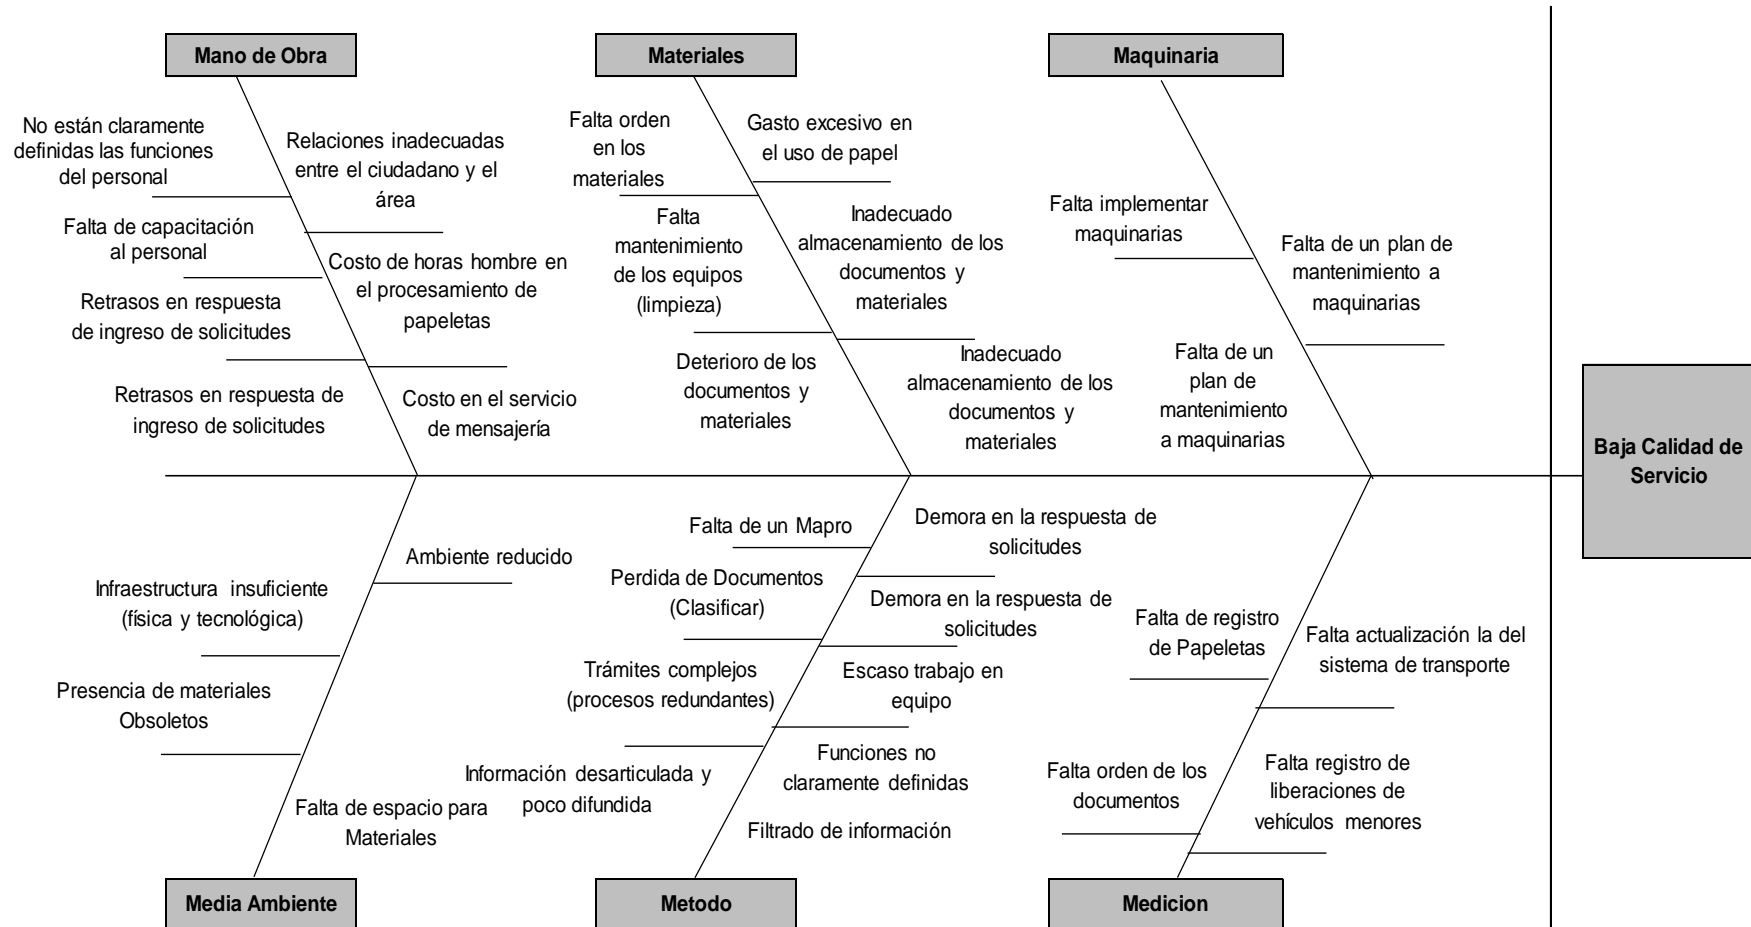 Mano de Obra
Materiales
Maquinaria
No están claramente
definidas las funciones
del personal
Relaciones inadecuadas
entre el ciudadano y el
área
Falta de capacitación
al personal
Costo de horas hombre en
el procesamiento de
papeletas
Retrasos en respuesta
de ingreso de solicitudes
Retrasos en respuesta de
ingreso de solicitudes
Costo en el servicio
de mensajería
Falta orden
en los
materiales
Gasto excesivo en
el uso de papel
Falta
mantenimiento
de los equipos
(limpieza)
Inadecuado
almacenamiento de los
documentos y
materiales
Deterioro de los
documentos y
materiales
Inadecuado
almacenamiento de los
documentos y
materiales
Falta implementar
maquinarias
Falta de un plan de
mantenimiento a
maquinarias
Falta de un
plan de
mantenimiento
a maquinarias
Baja Calidad de
Servicio
Ambiente reducido
Infraestructura insuficiente
(física y tecnológica)
Presencia de materiales
Obsoletos
Falta de espacio para
Materiales
Falta de un Mapro
Demora en la respuesta de
solicitudes
Perdida de Documentos
(Clasificar)
Demora en la respuesta de
solicitudes
Trámites complejos
(procesos redundantes)
Escaso trabajo en
equipo
Información desarticulada y
poco difundida
Funciones no
claramente definidas
Filtrado de información
Falta de registro
de Papeletas
Falta actualización la del
sistema de transporte
Falta orden de los
documentos
Falta registro de
liberaciones de
vehículos menores
Media Ambiente
Metodo
Medicion